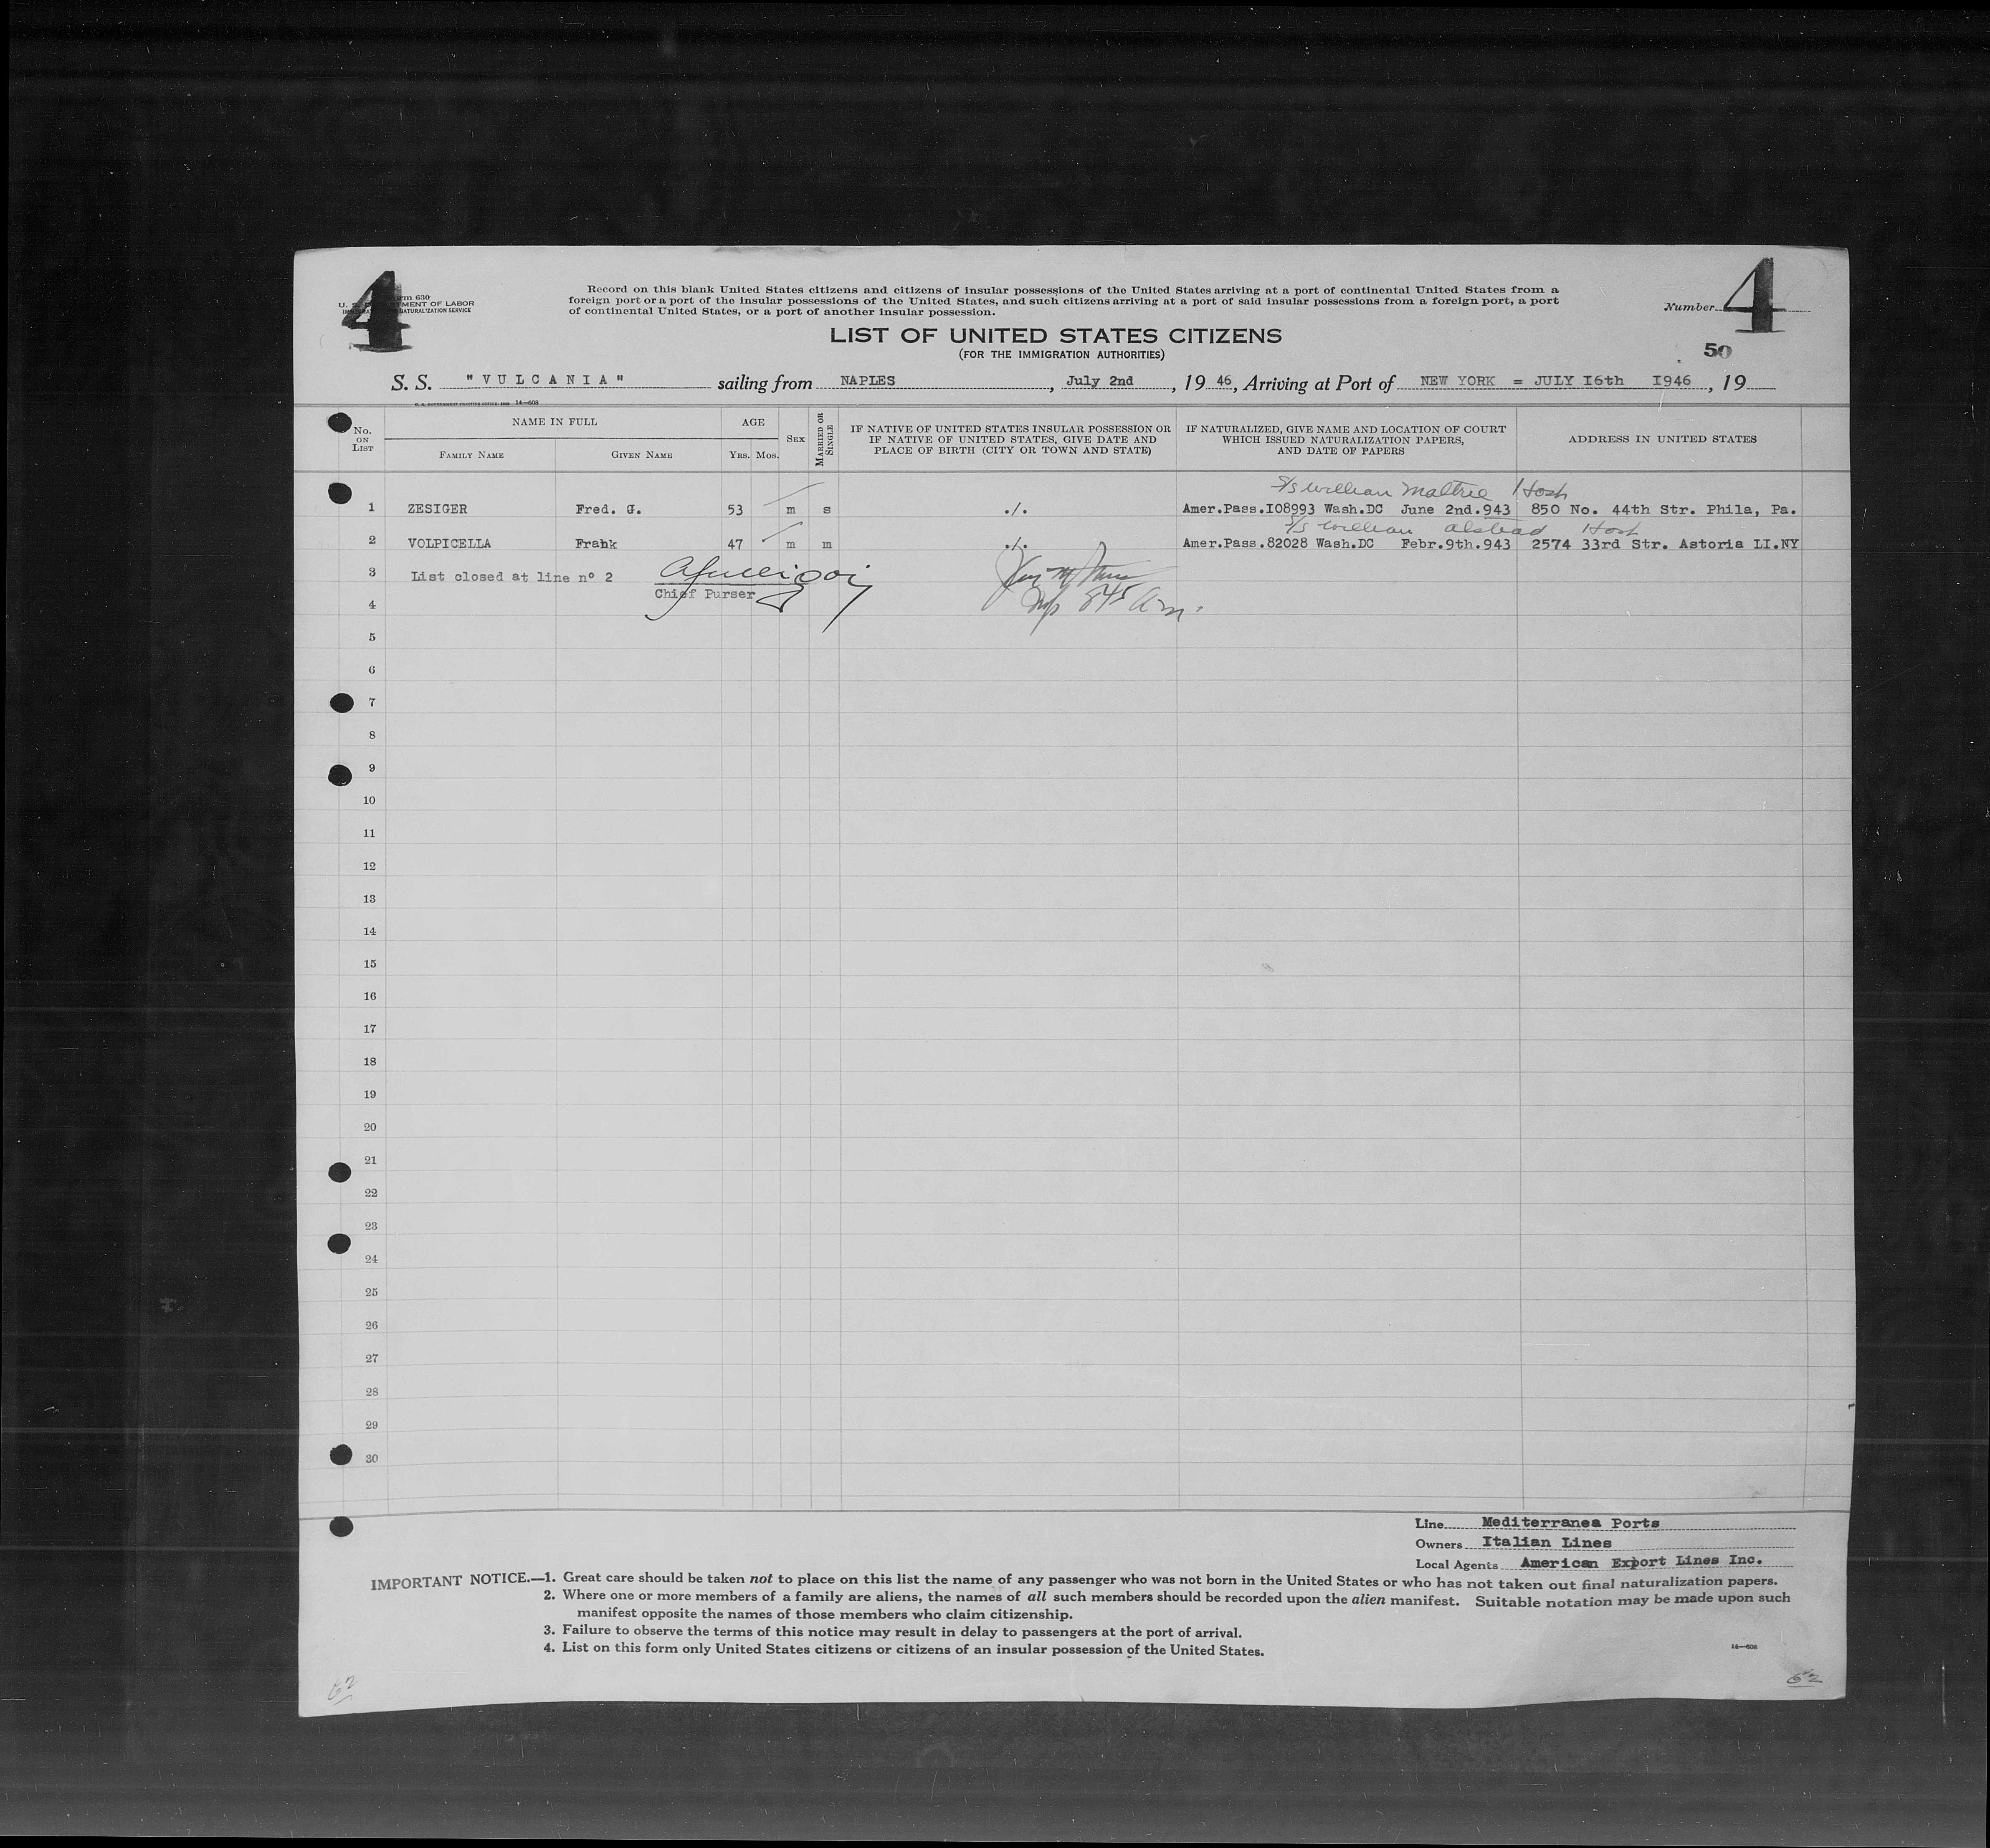 4
Form 630
U. S. DEPARTMENT OF LABOR
IMMIGRATION AND NATURALIZATION SERVICE
Record on this blank United States citizens and citizens of insular possessions of the United States arriving at a port of continental United States from a
foreign port or a port of the insular possessions of the United States, and such citizens arriving at a port of said insular possessions from a foreign port, a port
of continental United States, or a port of another insular possession.
Number 4
LIST OF UNITED STATES CITIZENS
(FOR THE IMMIGRATION AUTHORITIES)
50
S. S. "VULCANIA" sailing from NAPLES, July 2nd, 19 46, Arriving at Port of NEW YORK = JULY I6th I946, 19
No. ON LIST
NAME IN FULL
FAMILY NAME GIVEN NAME
AGE
YRS. MOS.
SEX
MARRIED OR SINGLE
IF NATIVE OF UNITED STATES INSULAR POSSESSION OR
IF NATIVE OF UNITED STATES, GIVE DATE AND
PLACE OF BIRTH (CITY OR TOWN AND STATE)
IF NATURALIZED, GIVE NAME AND LOCATION OF COURT
WHICH ISSUED NATURALIZATION PAPERS,
AND DATE OF PAPERS
ADDRESS IN UNITED STATES
S/s William
1 ZESIGER Fred. G. 53 m s ./. Amer.Pass.I08993 Wash.DC June 2nd.943 850 No. 44th Str. Phila, Pa.
S/s William
2 VOLPICELLA Frank 47 m m ./. Amer.Pass.82028 Wash.DC Febr.9th.943 2574 33rd Str. Astoria LI.NY
3 List closed at line nº 2
Chief Purser
4 845 Am.
5
6
7
8
9
10
11
12
13
14
15
16
17
18
19
20
21
22
23
24
25
26
27
28
29
30
Line Mediterranea Ports
Owners Italian Lines
Local Agents American Export Lines Inc.
IMPORTANT NOTICE.—1. Great care should be taken not to place on this list the name of any passenger who was not born in the United States or who has not taken out final naturalization papers.
2. Where one or more members of a family are aliens, the names of all such members should be recorded upon the alien manifest. Suitable notation may be made upon such
manifest opposite the names of those members who claim citizenship.
3. Failure to observe the terms of this notice may result in delay to passengers at the port of arrival.
4. List on this form only United States citizens or citizens of an insular possession of the United States.
14—608
62
62